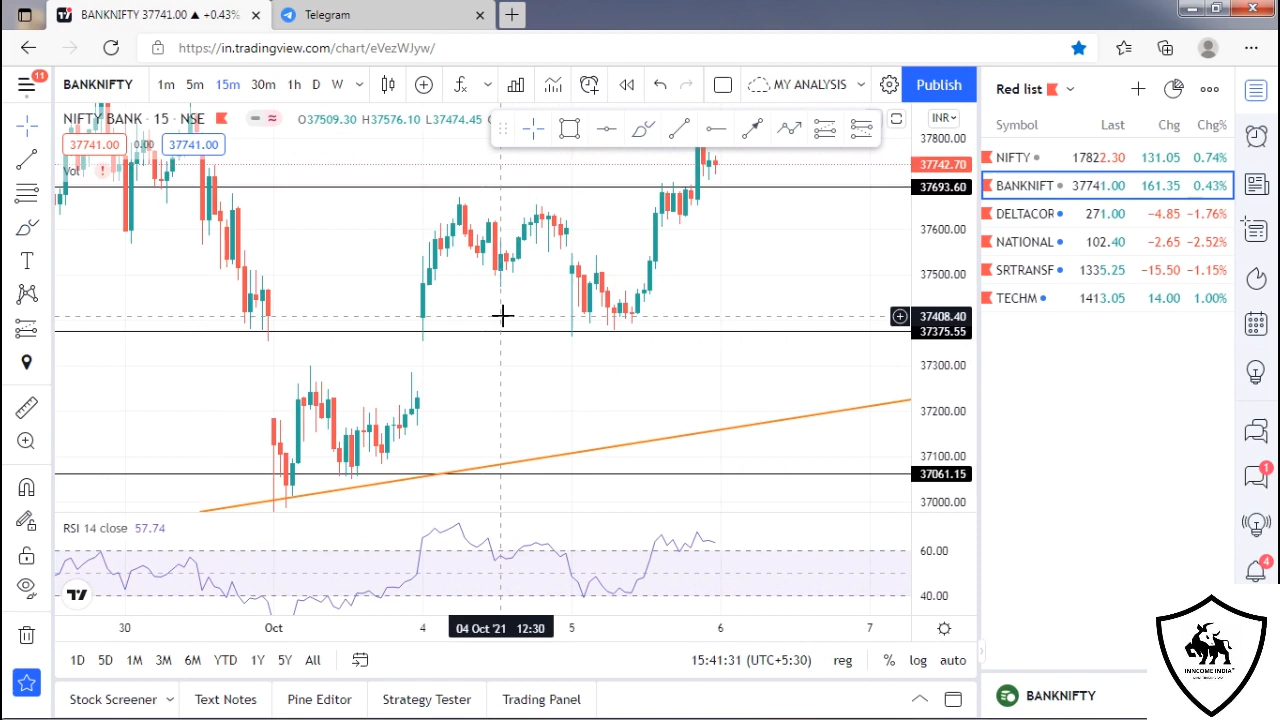 BANKNIFTY 37741.00 ▲ +0.43%
Telegram
https://in.tradingview.com/chart/eVezWJyw/
11
BANKNIFTY
1m 5m 15m 30m 1h D W
MY ANALYSIS
Publish
Red list
NIFTY BANK · 15 · NSE
O37509.30 H37576.10 L37474.45
INR
Symbol Last Chg Chg%
37741.00 0.00 37741.00
Vol
NIFTY 17822.30 131.05 0.74%
BANKNIFT 37741.00 161.35 0.43%
DELTACOR 271.00 −4.85 −1.76%
NATIONAL 102.40 −2.65 −2.52%
SRTRANSF 1335.25 −15.50 −1.15%
TECHM 1413.05 14.00 1.00%
37800.00
37742.70
37693.60
37600.00
37500.00
37408.40
37375.55
37300.00
37200.00
37100.00
37061.15
37000.00
RSI 14 close 57.74
60.00
40.00
30 Oct 4 04 Oct '21 12:30 5 6 7
1D 5D 1M 3M 6M YTD 1Y 5Y All
15:41:31 (UTC+5:30) reg % log auto
Stock Screener Text Notes Pine Editor Strategy Tester Trading Panel
1
4
BANKNIFTY
INNCOME INDIA